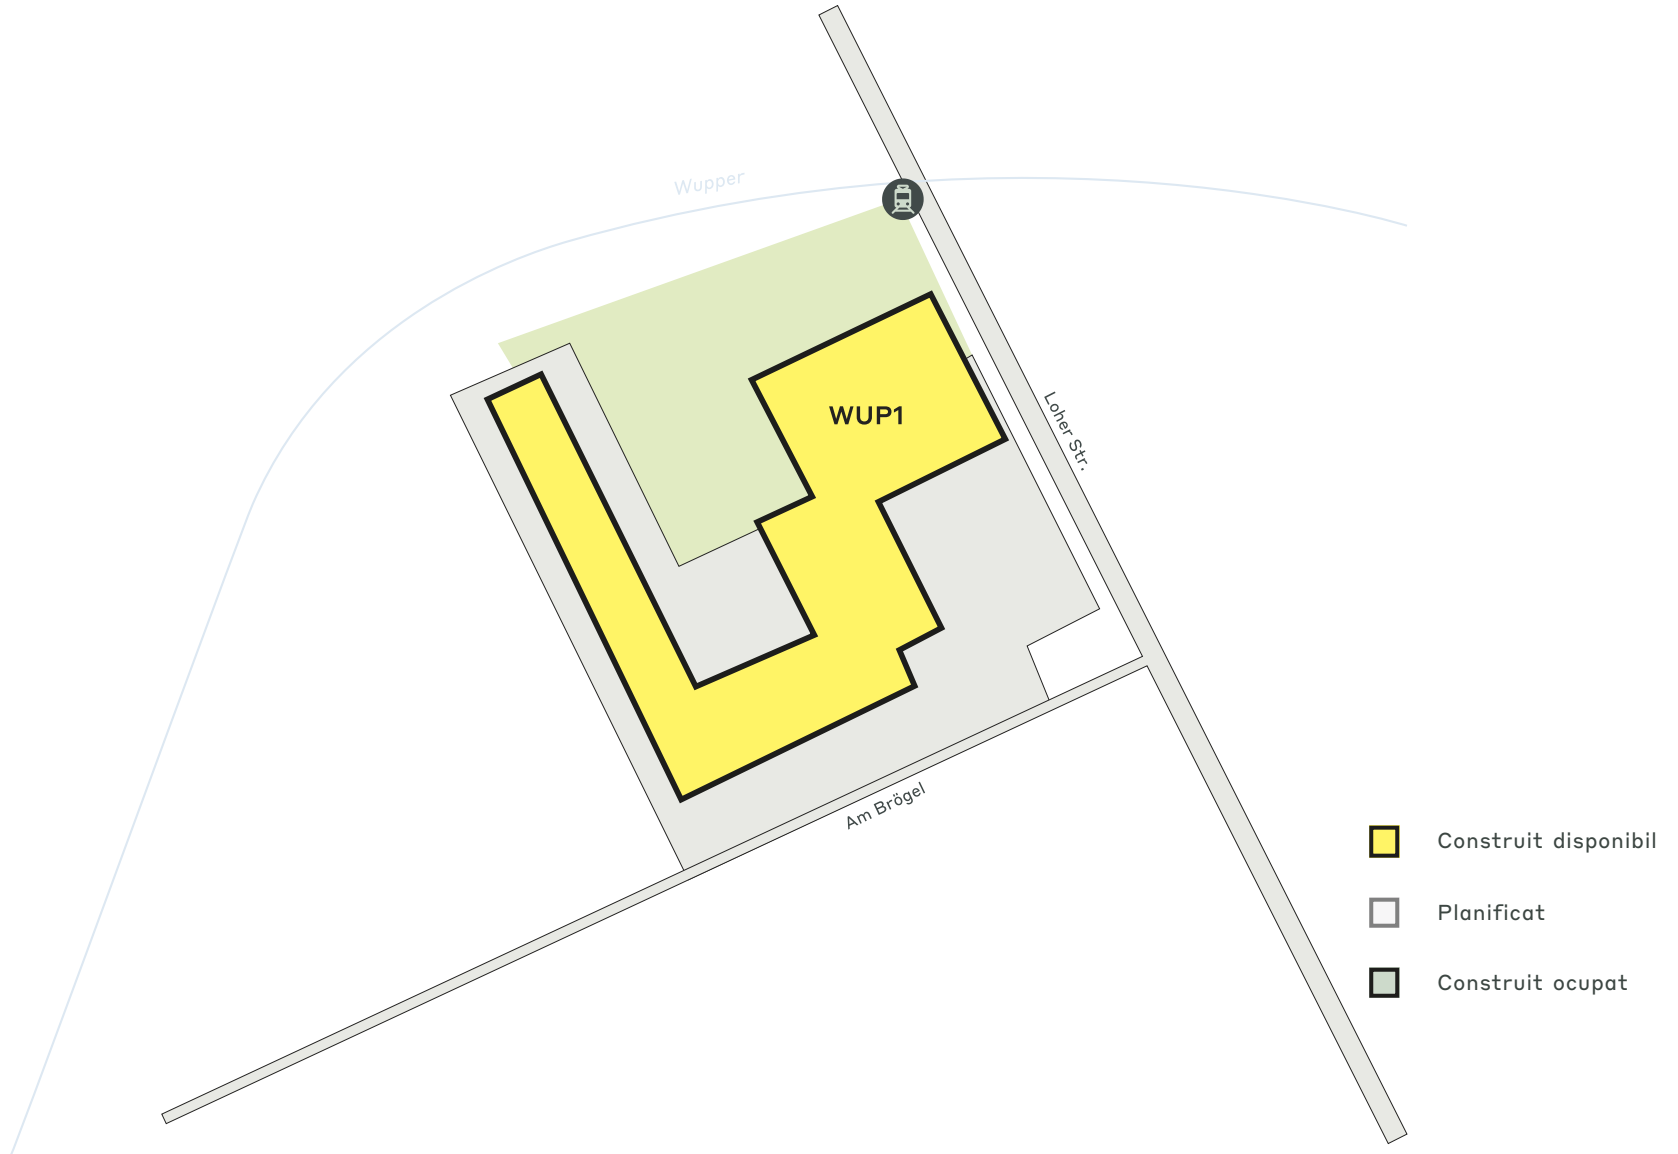 Wupper
WUP1
Loher Str.
Am Brögel
Construit disponibil
Planificat
Construit ocupat